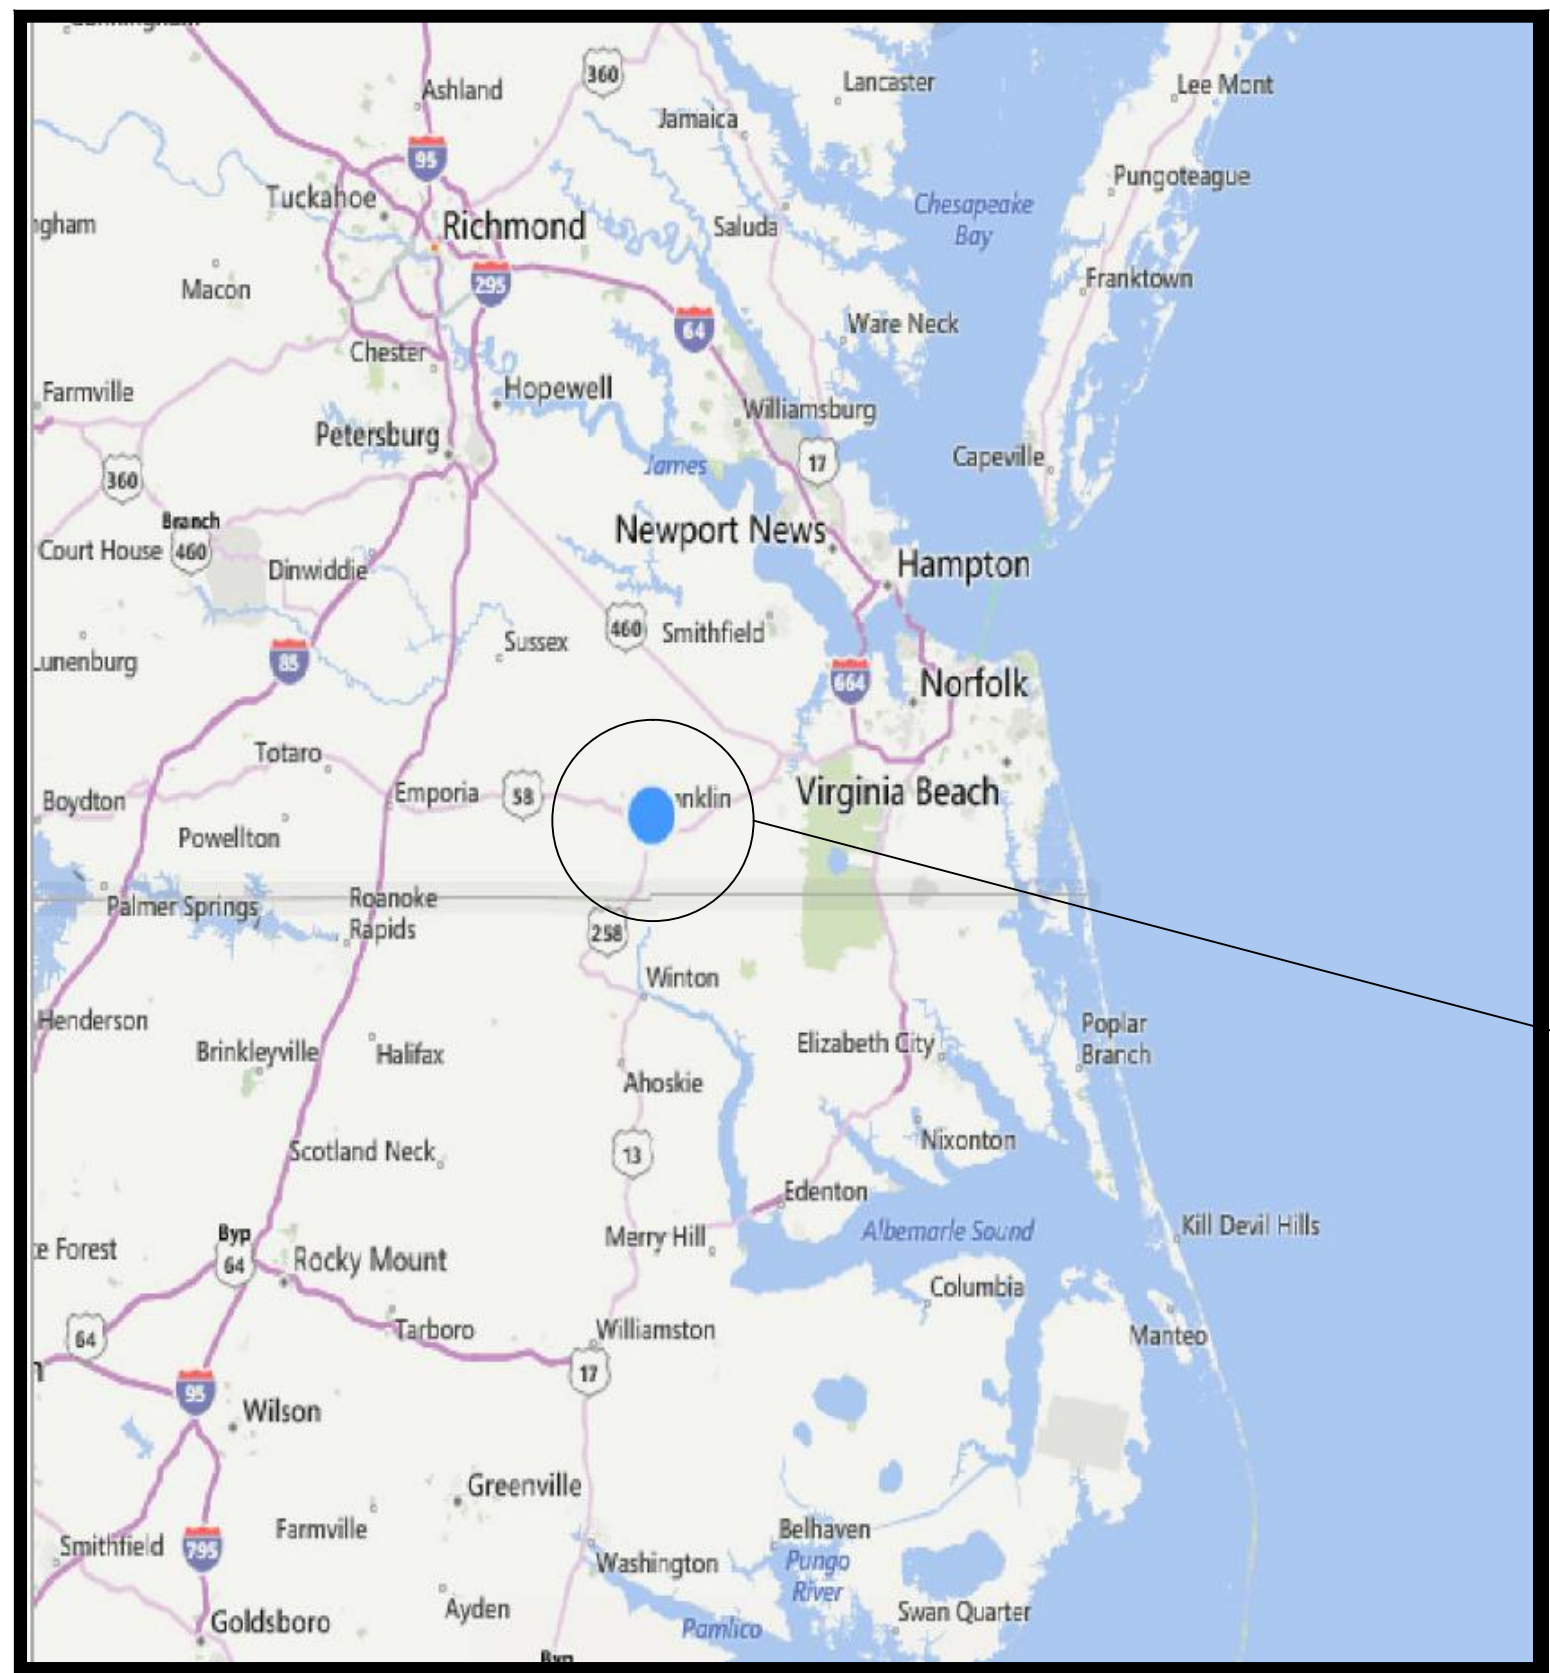 Ashland
360
Lancaster
Lee Mont
Jamaica
95
Pungoteague
Tuckahoe
Chesapeake
Bay
ngham
Richmond
Saluda
Macon
295
Franktown
64
Ware Neck
Chester
Farmville
Hopewell
Williamsburg
Petersburg
James
17
Capeville
360
Branch
460
Court House
Newport News
Hampton
Dinwiddie
460
Smithfield
Sussex
85
Lunenburg
664
Norfolk
Totaro
Emporia
58
nklin
Virginia Beach
Boydton
Powellton
Palmer Springs
Roanoke
Rapids
258
Winton
Henderson
Poplar
Branch
Brinkleyville
Halifax
Elizabeth City
Ahoskie
Scotland Neck
13
Nixonton
Edenton
Byp
64
Merry Hill
Albemarle Sound
Kill Devil Hills
e Forest
Rocky Mount
Columbia
64
Tarboro
Williamston
Manteo
17
95
Wilson
Greenville
Farmville
Belhaven
Smithfield
795
Washington
Pungo
River
Goldsboro
Ayden
Pamlico
Swan Quarter